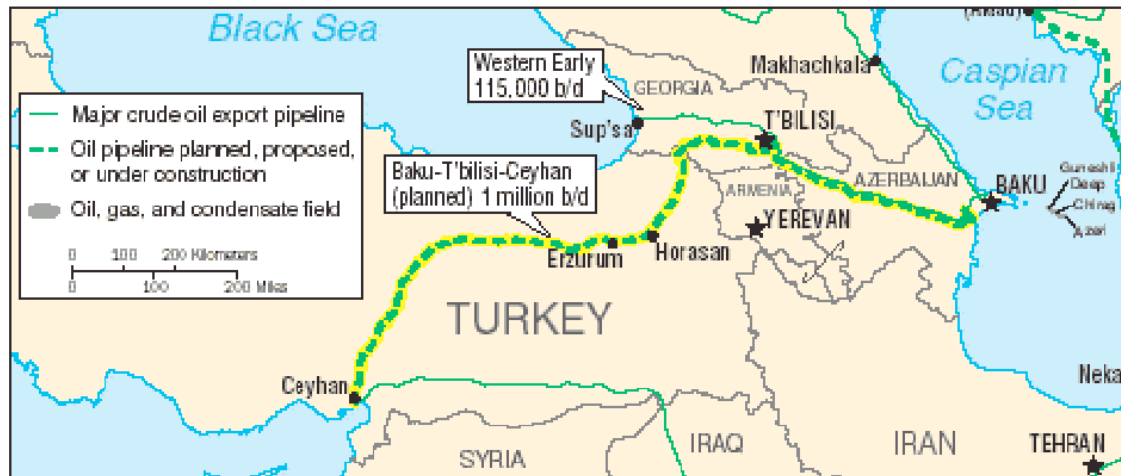 Black Sea
Caspian
Sea
Western Early
115,000 b/d
GEORGIA
Makhachkala
Sup'sa
T'BILISI
Major crude oil export pipeline
Oil pipeline planned, proposed,
or under construction
Oil, gas, and condensate field
0 100 200 Kilometers
0 100 200 Miles
Baku-T'bilisi-Ceyhan
(planned) 1 million b/d
ARMENIA
AZERBAIJAN
BAKU
Guneshli
Deep
Chirag
Azeri
YEREVAN
Erzurum
Horasan
TURKEY
Ceyhan
Neka
SYRIA
IRAQ
IRAN
TEHRAN